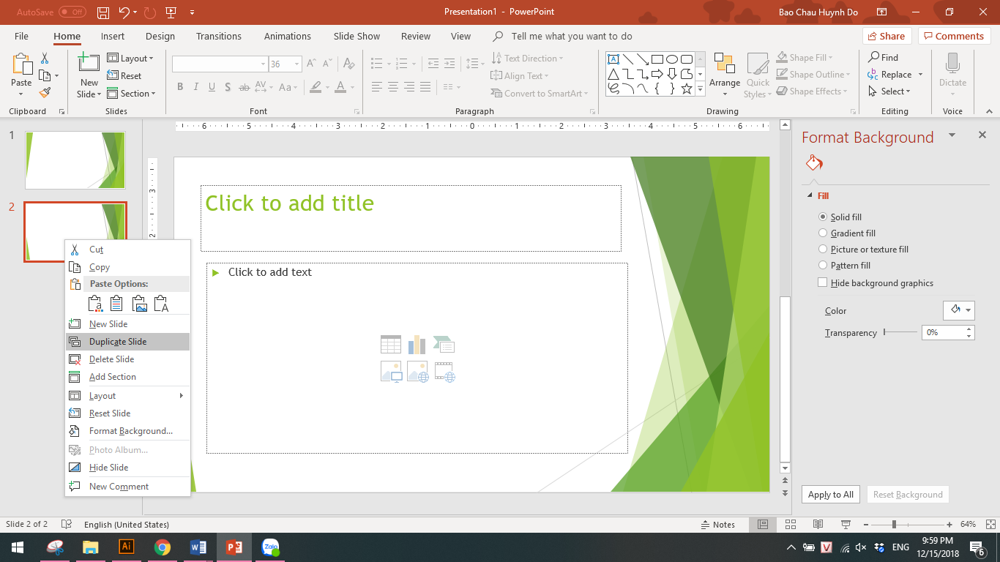 AutoSave Off
Presentation1 - PowerPoint
Bao Chau Huynh Do
File Home Insert Design Transitions Animations Slide Show Review View Tell me what you want to do Share Comments
Paste
Clipboard
New Slide
Layout
Reset
Section
Slides
36
B I U S ab AV Aa A
Font
Text Direction
Align Text
Convert to SmartArt
Paragraph
Arrange
Quick Styles
Shape Fill
Shape Outline
Shape Effects
Drawing
Find
Replace
Select
Editing
Dictate
Voice
1
2
6 5 4 3 2 1 0 1 2 3 4 5 6
3
2
Click to add title
Click to add text
Cut
Copy
Paste Options:
New Slide
Duplicate Slide
Delete Slide
Add Section
Layout
Reset Slide
Format Background...
Photo Album...
Hide Slide
New Comment
Format Background
Fill
Solid fill
Gradient fill
Picture or texture fill
Pattern fill
Hide background graphics
Color
Transparency 0%
Apply to All Reset Background
Slide 2 of 2 English (United States) Notes 64%
Ai W P Zalo V ENG
9:59 PM
12/15/2018
6